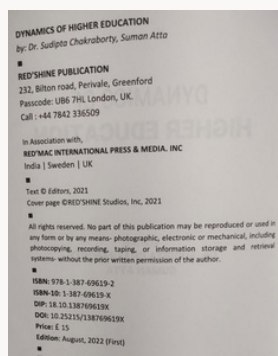 DYNAMICS OF HIGHER EDUCATION
by: Dr. Sudipta Chakraborty, Suman Atta
RED'SHINE PUBLICATION
232, Bilton road, Perivale, Greenford
Passcode: UB6 7HL London, UK.
Call : +44 7842 336509
In Association with,
RED'MAC INTERNATIONAL PRESS & MEDIA. INC
India | Sweden | UK
Text © Editors, 2021
Cover page ©RED'SHINE Studios, Inc, 2021
All rights reserved. No part of this publication may be reproduced or used in
any form or by any means- photographic, electronic or mechanical, including
photocopying, recording, taping, or information storage and retrieval
systems- without the prior written permission of the author.
ISBN: 978-1-387-69619-2
ISBN-10: 1-387-69619-X
DIP: 18.10.138769619X
DOI: 10.25215/138769619X
Price: £ 15
Edition: August, 2022 (First)